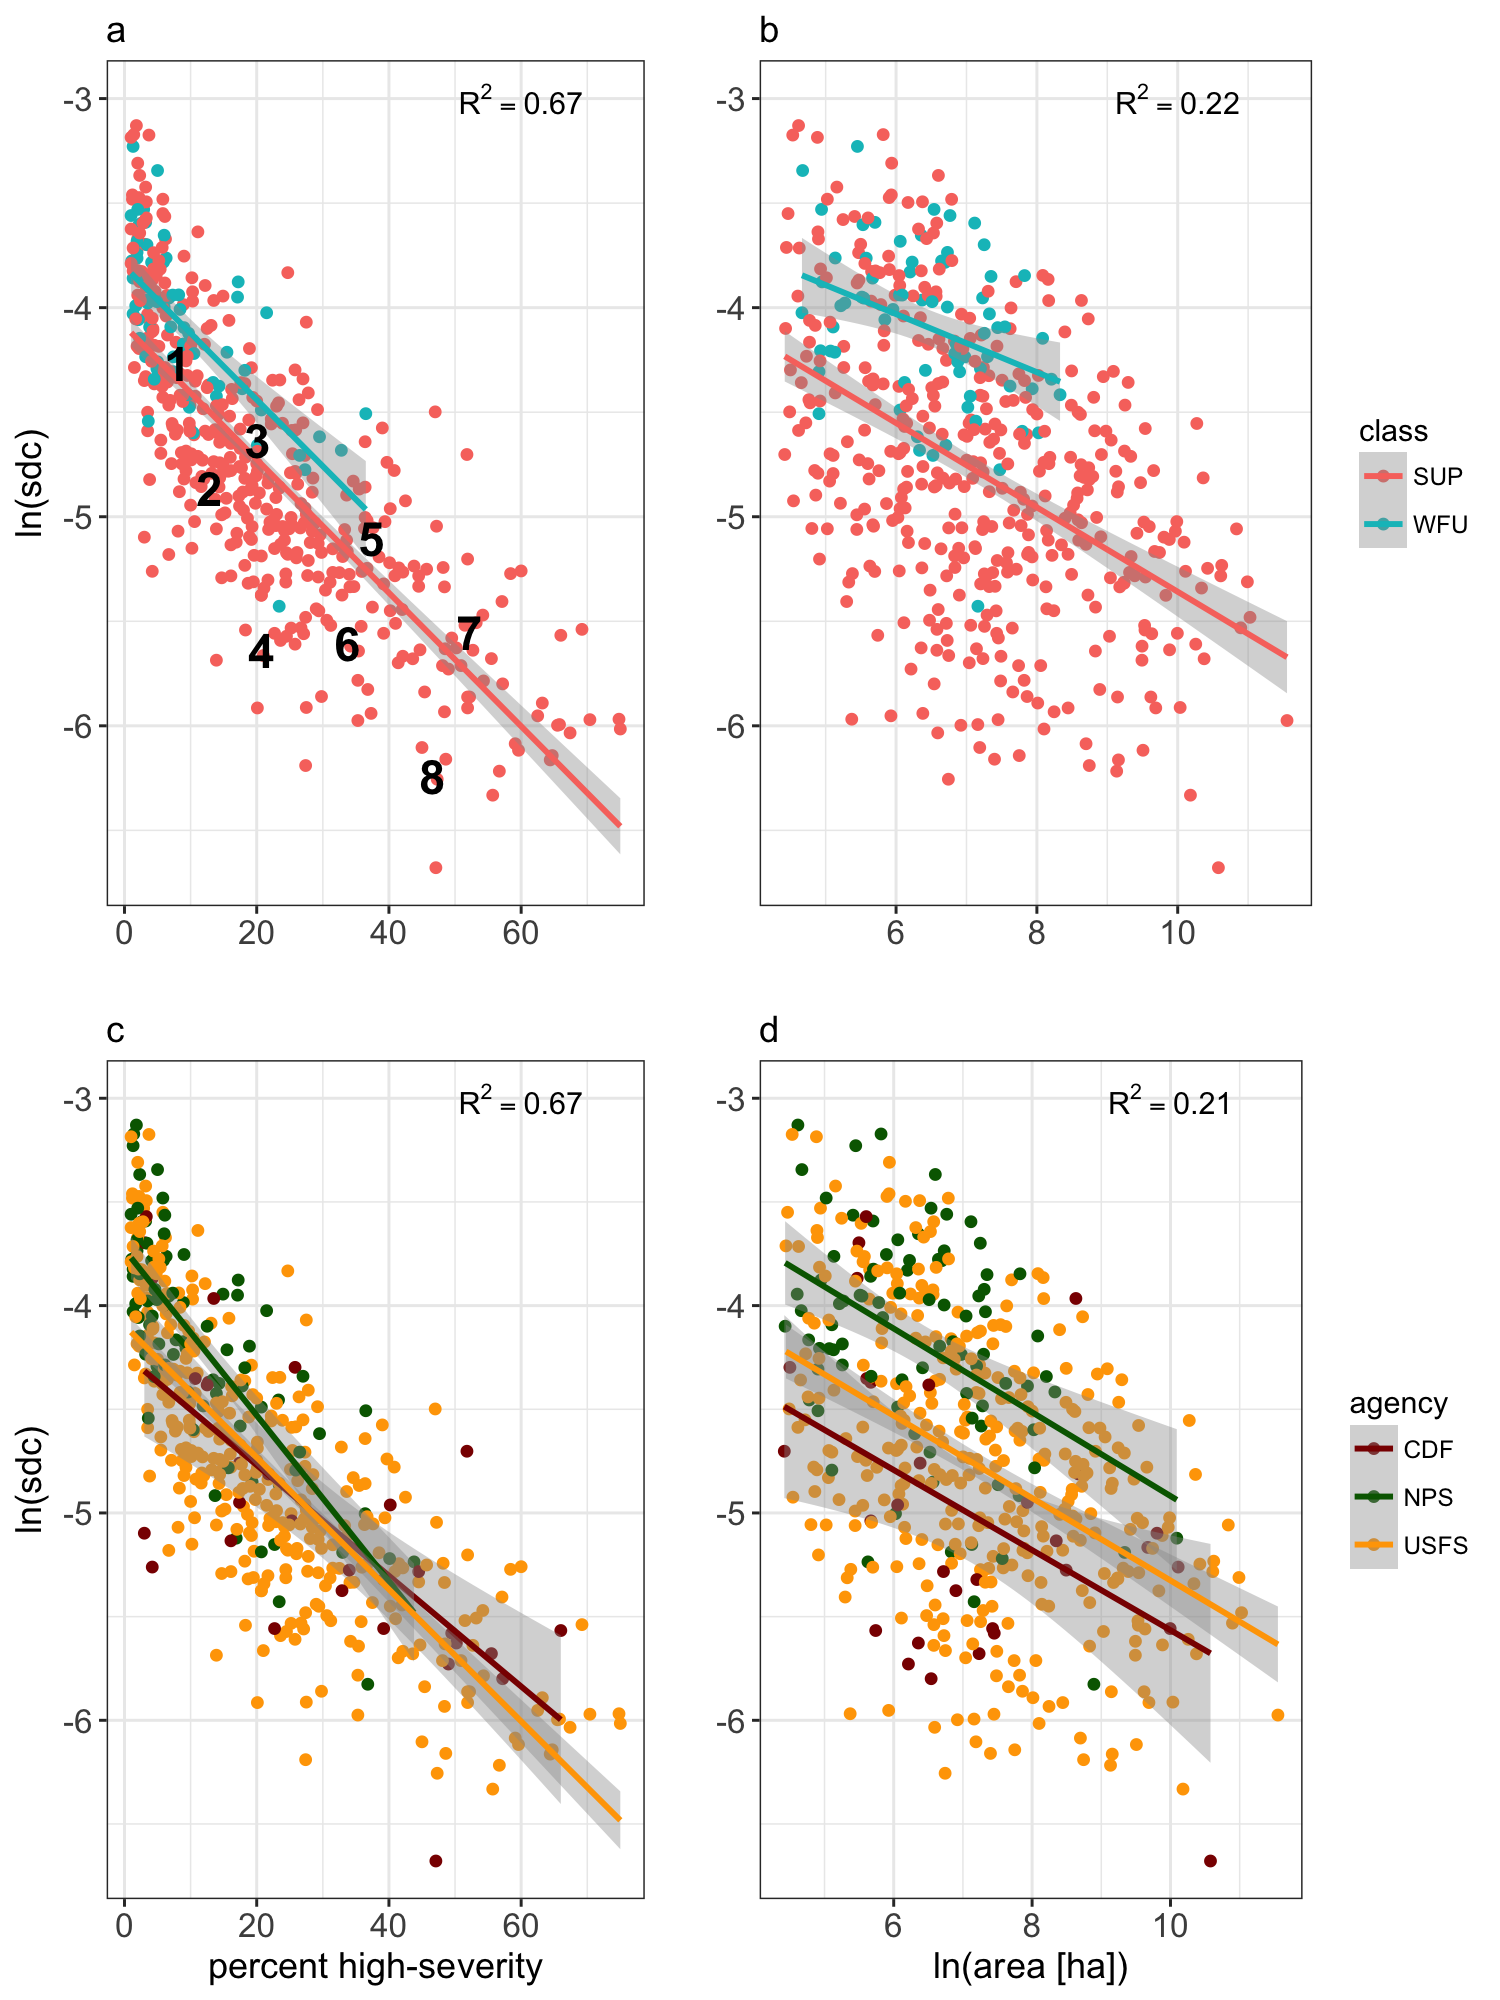 a
b
-3
-4
-5
-6
ln(sdc)
R² = 0.67
1
2
3
4
5
6
7
8
0 20 40 60
-3
-4
-5
-6
R² = 0.22
6 8 10
class
SUP
WFU
c
d
-3
-4
-5
-6
ln(sdc)
R² = 0.67
0 20 40 60
percent high-severity
-3
-4
-5
-6
R² = 0.21
6 8 10
ln(area [ha])
agency
CDF
NPS
USFS